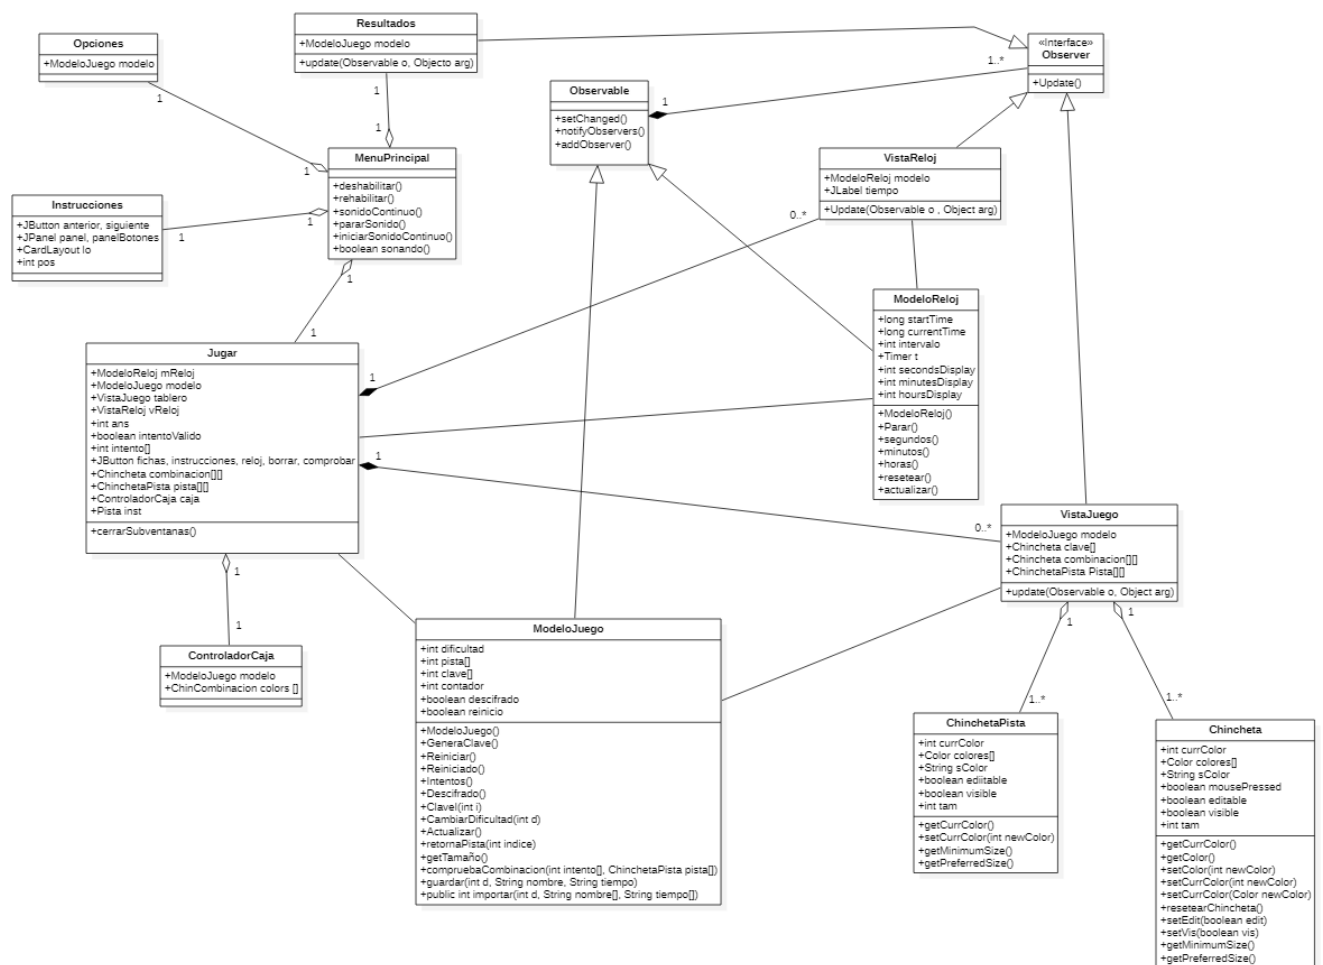 Opciones
+ModeloJuego modelo
Resultados
+ModeloJuego modelo
+update(Observable o, Objecto arg)
«Interface»
Observer
+Update()
1..*
1
Observable
+setChanged()
+notifyObservers()
+addObserver()
1
1
1
1
MenuPrincipal
+deshabilitar()
+rehabilitar()
+sonidoContinuo()
+pararSonido()
+iniciarSonidoContinuo()
+boolean sonando()
VistaReloj
+ModeloReloj modelo
+JLabel tiempo
+Update(Observable o , Object arg)
0..*
Instrucciones
+JButton anterior, siguiente
+JPanel panel, panelBotones
+CardLayout lo
+int pos
1
1
1
1
ModeloReloj
+long startTime
+long currentTime
+int intervalo
+Timer t
+int secondsDisplay
+int minutesDisplay
+int hoursDisplay
+ModeloReloj()
+Parar()
+segundos()
+minutos()
+horas()
+resetear()
+actualizar()
Jugar
+ModeloReloj mReloj
+ModeloJuego modelo
+VistaJuego tablero
+VistaReloj vReloj
+int ans
+boolean intentoValido
+int intento[]
+JButton fichas, instrucciones, reloj, borrar, comprobar
+Chincheta combinacion[][]
+ChinchetaPista pista[][]
+ControladorCaja caja
+Pista inst
+cerrarSubventanas()
1
1
0..*
VistaJuego
+ModeloJuego modelo
+Chincheta clave[]
+Chincheta combinacion[][]
+ChinchetaPista Pista[][]
+update(Observable o, Object arg)
1
1
1
1
ControladorCaja
+ModeloJuego modelo
+ChinCombinacion colors []
ModeloJuego
+int dificultad
+int pista[]
+int clave[]
+int contador
+boolean descifrado
+boolean reinicio
+ModeloJuego()
+GeneraClave()
+Reiniciar()
+Reiniciado()
+Intentos()
+Descifrado()
+Clavel(int i)
+CambiarDificultad(int d)
+Actualizar()
+retornaPista(int indice)
+getTamaño()
+compruebaCombinacion(int intento[], ChinchetaPista pista[])
+guardar(int d, String nombre, String tiempo)
+public int importar(int d, String nombre[], String tiempo[])
1..*
1..*
ChinchetaPista
+int currColor
+Color colores[]
+String sColor
+boolean ediitable
+boolean visible
+int tam
+getCurrColor()
+setCurrColor(int newColor)
+getMinimumSize()
+getPreferredSize()
Chincheta
+int currColor
+Color colores[]
+String sColor
+boolean mousePressed
+boolean editable
+boolean visible
+int tam
+getCurrColor()
+getColor()
+setColor(int newColor)
+setCurrColor(int newColor)
+setCurrColor(Color newColor)
+resetearChincheta()
+setEdit(boolean edit)
+setVis(boolean vis)
+getMinimumSize()
+getPreferredSize()